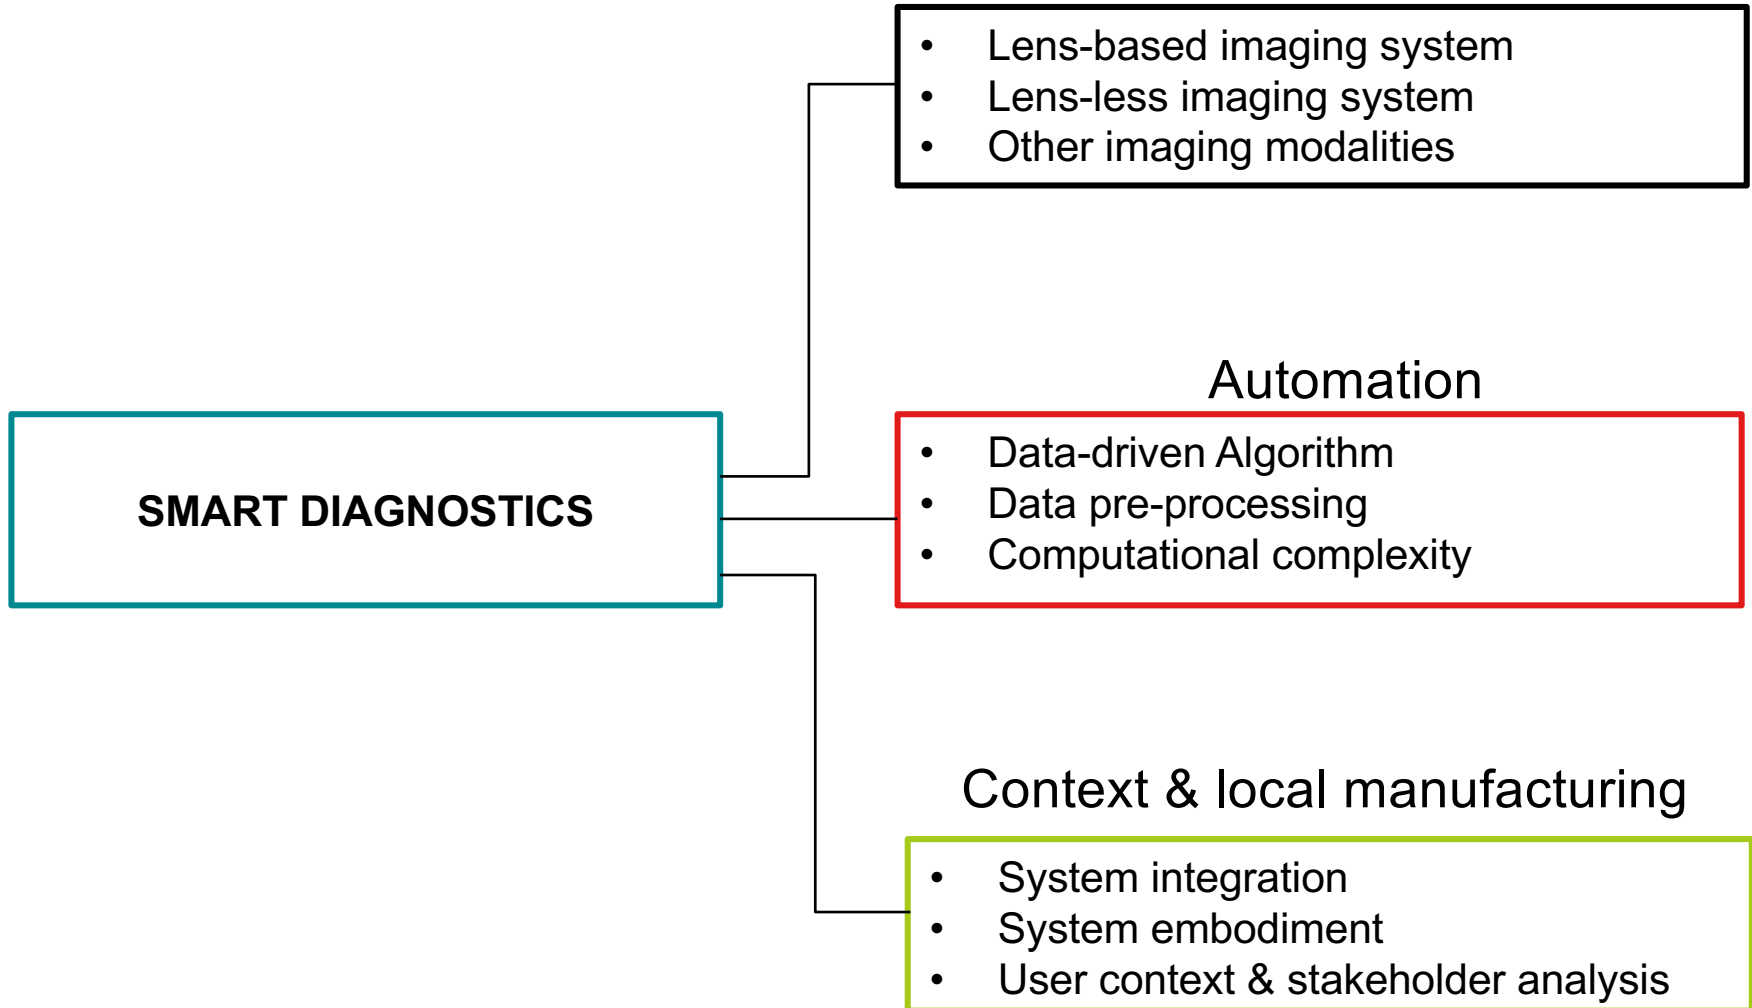 • Lens-based imaging system
• Lens-less imaging system
• Other imaging modalities
Automation
SMART DIAGNOSTICS
• Data-driven Algorithm
• Data pre-processing
• Computational complexity
Context & local manufacturing
• System integration
• System embodiment
• User context & stakeholder analysis